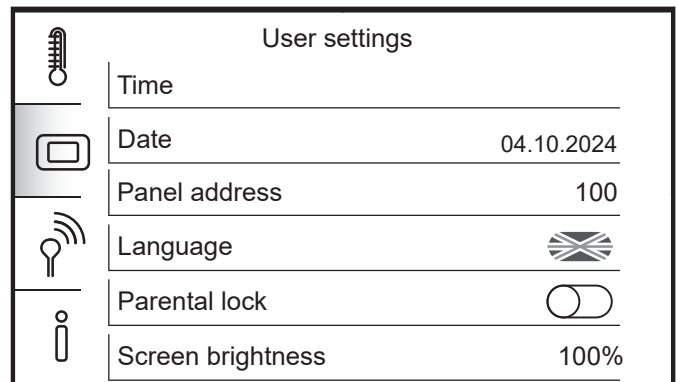 User settings
Time
Date 04.10.2024
Panel address 100
Language
Parental lock
Screen brightness 100%